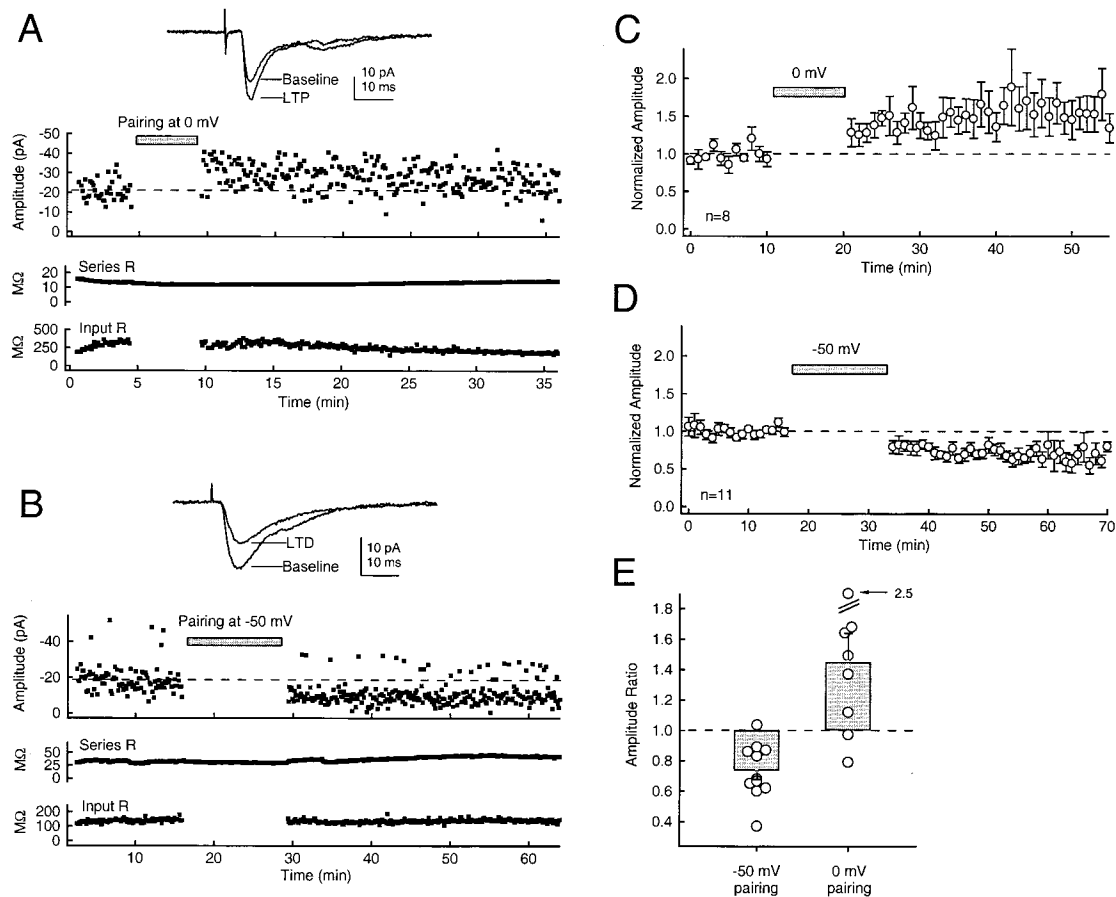 A
Baseline
LTP
10 pA
10 ms
Pairing at 0 mV
Amplitude (pA)
-50
-40
-30
-20
-10
0
Series R
MΩ
20
10
0
Input R
MΩ
500
250
0
0 5 10 15 20 25 30 35
Time (min)
B
LTD
Baseline
10 pA
10 ms
Pairing at -50 mV
Amplitude (pA)
-40
-20
0
Series R
MΩ
50
25
0
Input R
MΩ
200
100
0
10 20 30 40 50 60
Time (min)
C
0 mV
Normalized Amplitude
2.0
1.5
1.0
0.5
0.0
n=8
0 10 20 30 40 50
Time (min)
D
-50 mV
Normalized Amplitude
2.0
1.5
1.0
0.5
0.0
n=11
0 10 20 30 40 50 60 70
Time (min)
E
2.5
Amplitude Ratio
1.8
1.6
1.4
1.2
1.0
0.8
0.6
0.4
-50 mV 0 mV
pairing pairing